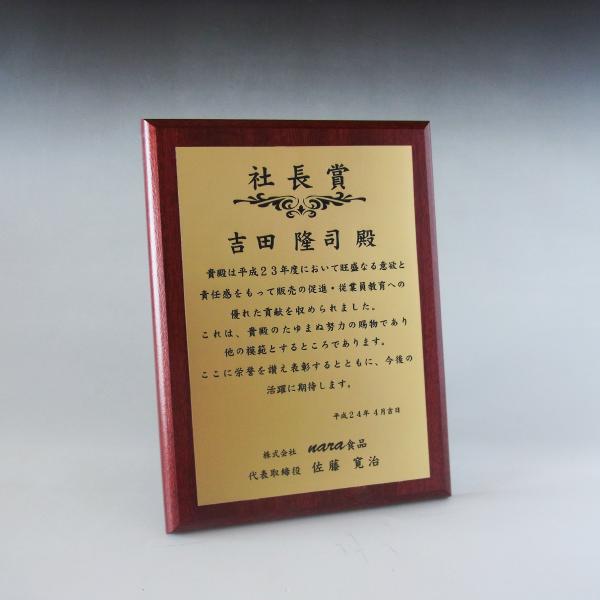 社長賞
吉田 隆司 殿
貴殿は平成２３年度において旺盛なる意欲と
責任感をもって販売の促進・従業員教育への
優れた貢献を収められました。
これは、貴殿のたゆまぬ努力の賜物であり
他の模範とするところであります。
ここに栄誉を讃え表彰するとともに、今後の
活躍に期待します。
平成２４年 ４月吉日
株式会社 nara食品
代表取締役 佐藤 寛治